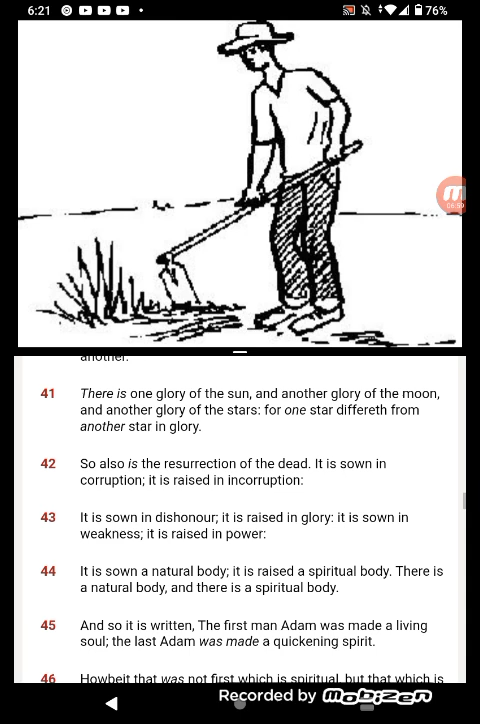 6:21
76%
06:59
another.
41 There is one glory of the sun, and another glory of the moon,
and another glory of the stars: for one star differeth from
another star in glory.
42 So also is the resurrection of the dead. It is sown in
corruption; it is raised in incorruption:
43 It is sown in dishonour; it is raised in glory: it is sown in
weakness; it is raised in power:
44 It is sown a natural body; it is raised a spiritual body. There is
a natural body, and there is a spiritual body.
45 And so it is written, The first man Adam was made a living
soul; the last Adam was made a quickening spirit.
46 Howbeit that was not first which is spiritual, but that which is
Recorded by mobizen